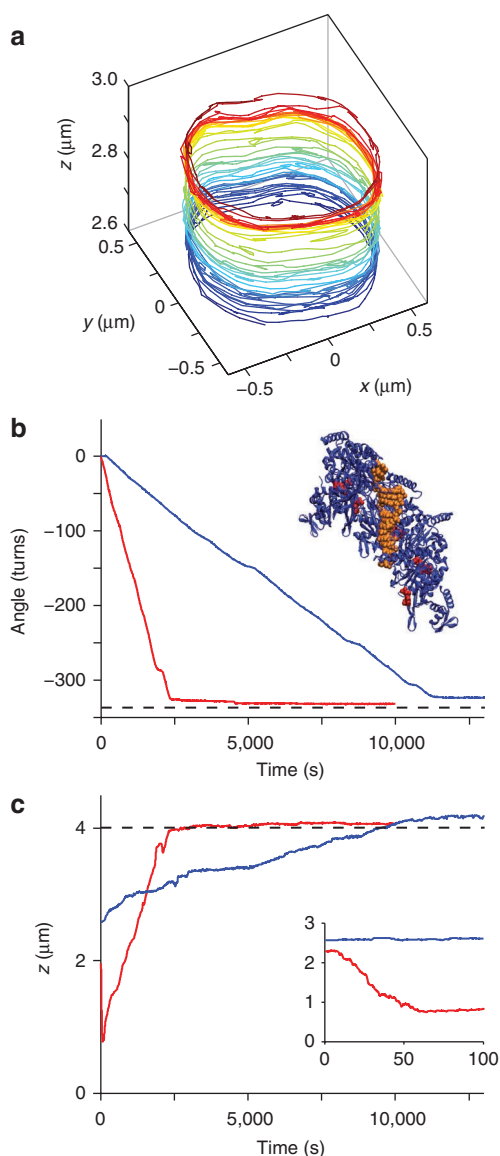 a
3.0
2.8
2.6
z (μm)
0.5
0
−0.5
y (μm)
−0.5
0
0.5
x (μm)
b
0
−100
−200
−300
Angle (turns)
0
5,000
10,000
Time (s)
c
4
2
0
z (μm)
3
2
1
0
0
50
100
0
5,000
10,000
Time (s)